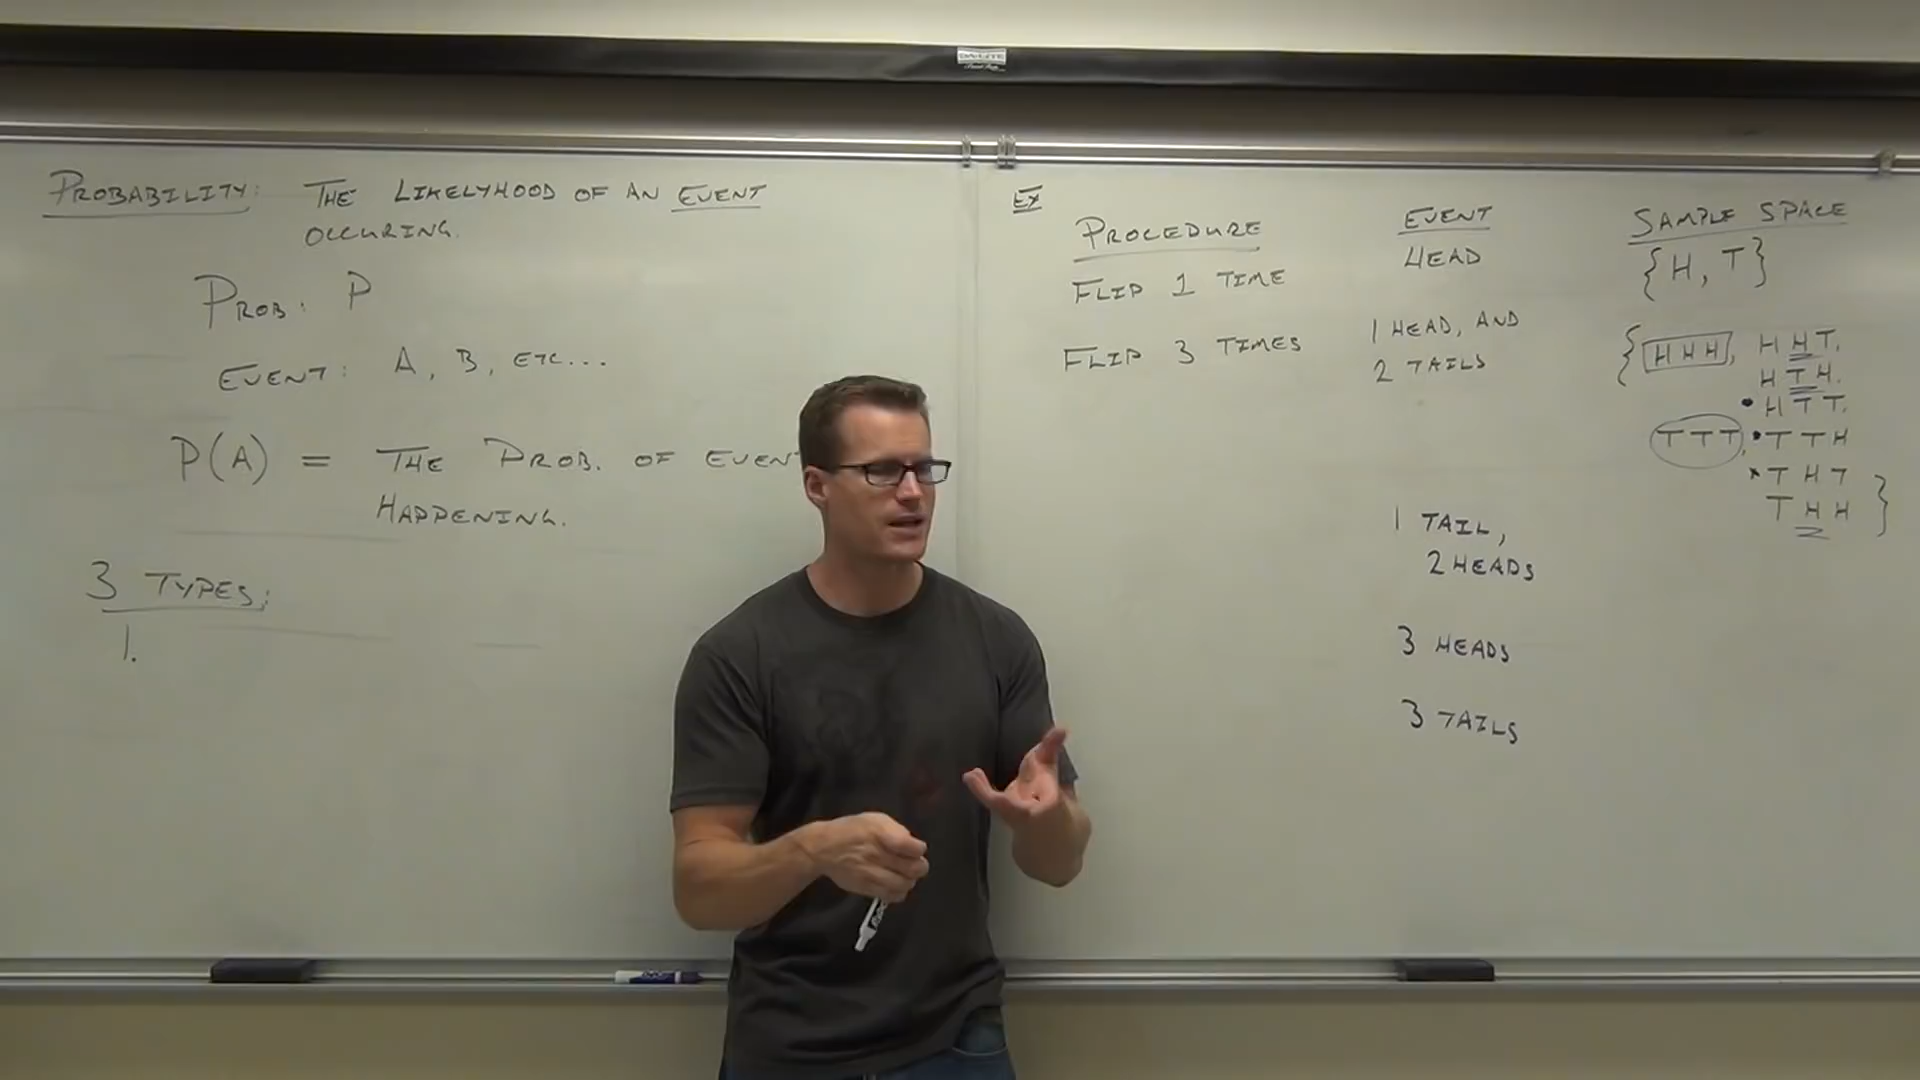 DA-LITE
PROBABILITY: THE LIKELYHOOD OF AN EVENT
OCCURING.
PROB: P
EVENT: A, B, ETC...
P(A) = THE PROB. OF EVENT
HAPPENING.
3 TYPES:
1.
EX
PROCEDURE
FLIP 1 TIME
FLIP 3 TIMES
EVENT
HEAD
1 HEAD, AND
2 TAILS
1 TAIL,
2 HEADS
3 HEADS
3 TAILS
SAMPLE SPACE
{H, T}
{HHH, HHT,
HTH,
HTT,
TTT, TTH
THT
THH}